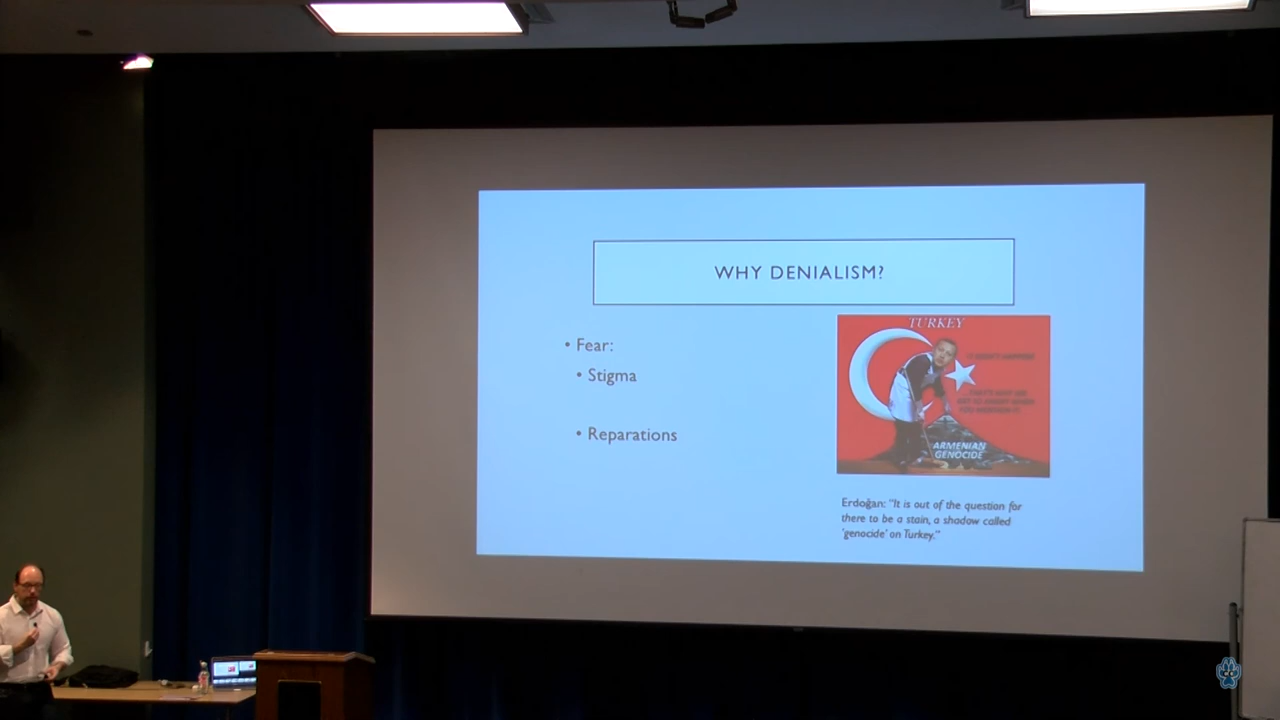 WHY DENIALISM?
• Fear:
• Stigma
• Reparations
TURKEY
ARMENIAN
GENOCIDE
Erdoğan: "It is out of the question for
there to be a stain, a shadow called
'genocide' on Turkey."